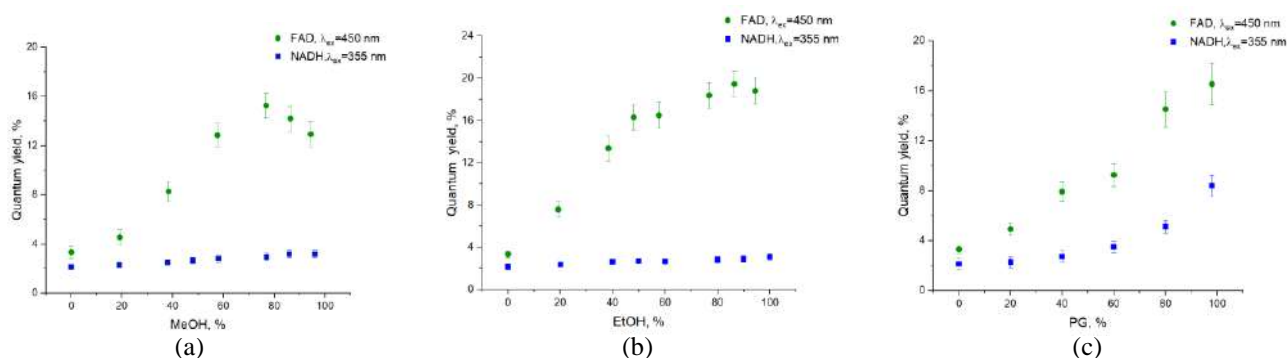 FAD, λex=450 nm
NADH,λex=355 nm
20
16
12
8
4
0
Quantum yield, %
0 20 40 60 80 100
MeOH, %
(a)
FAD, λex=450 nm
NADH, λex=355 nm
24
20
16
12
8
4
0
Quantum yield, %
0 20 40 60 80 100
EtOH, %
(b)
FAD, λex=450 nm
NADH,λex=355 nm
20
16
12
8
4
0
Quantum yield, %
0 20 40 60 80 100
PG, %
(c)